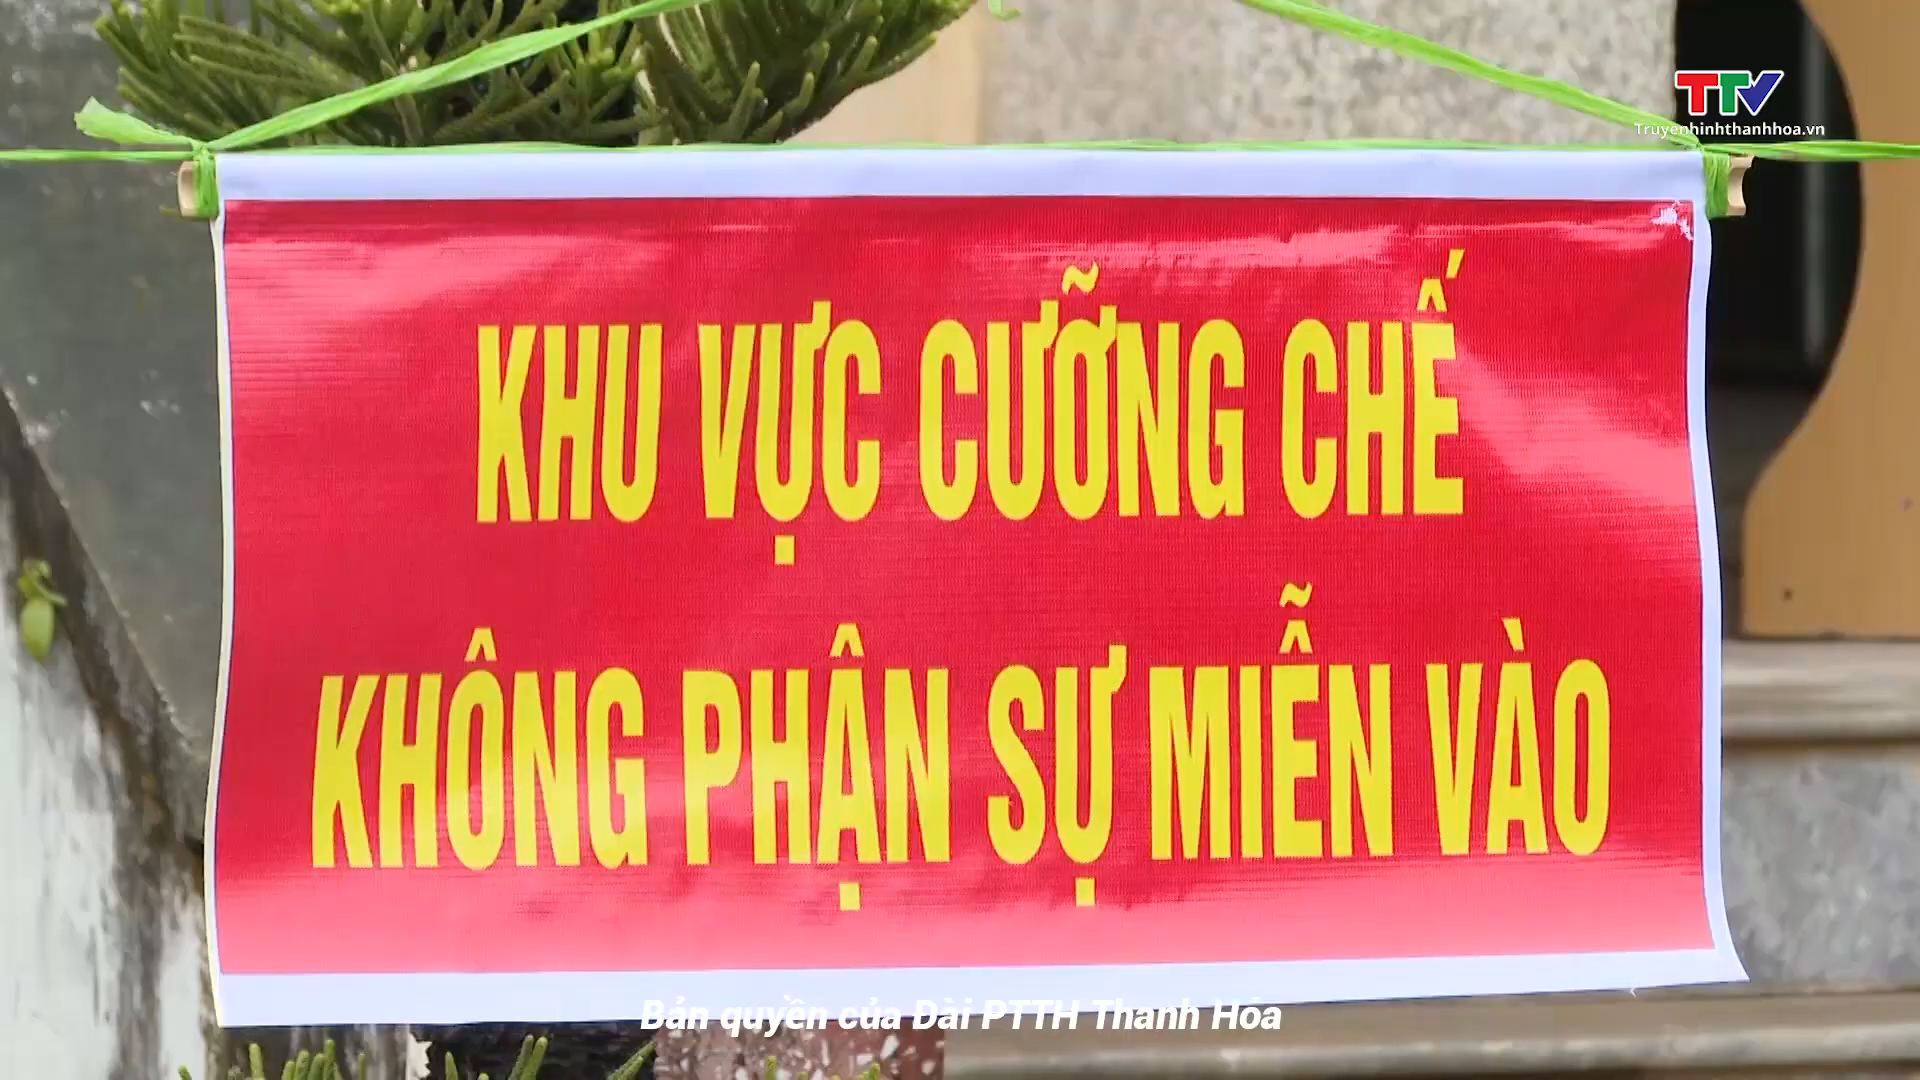 TTV
Truyenhinhthanhhoa.vn
KHU VỰC CƯỠNG CHẾ
KHÔNG PHẬN SỰ MIỄN VÀO
Bản quyền của Đài PTTH Thanh Hóa